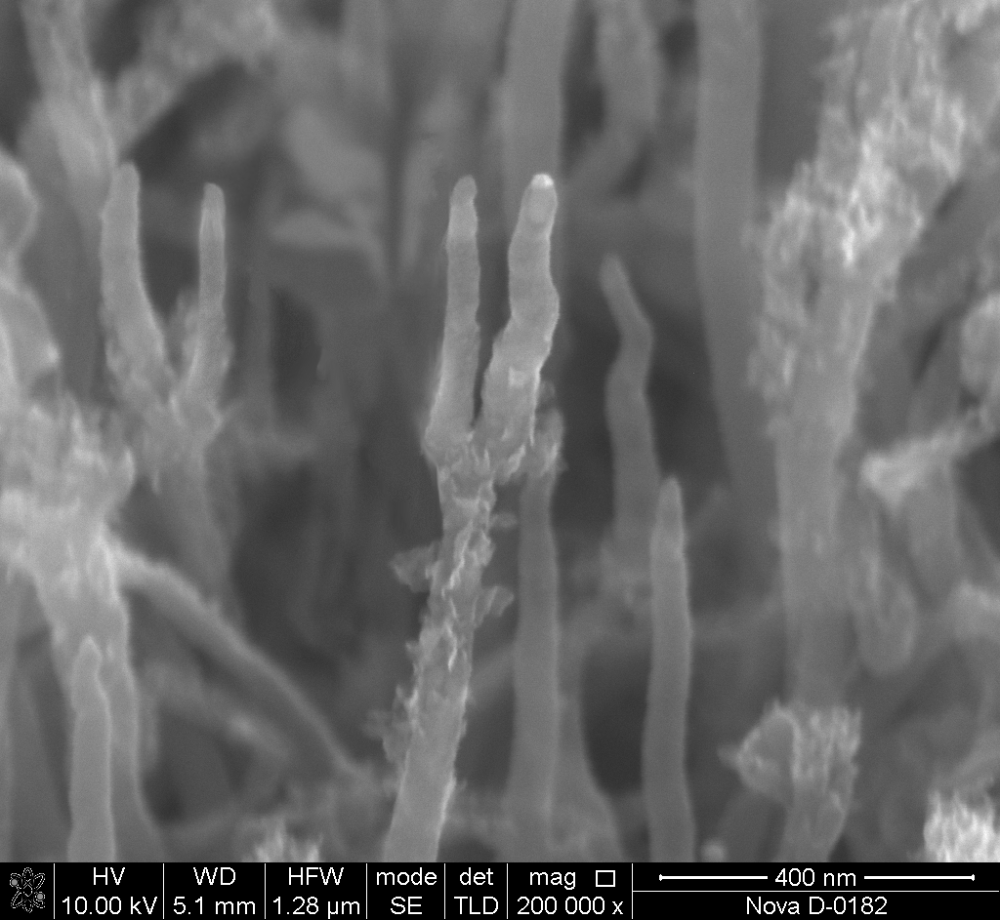 HV WD HFW mode det mag □ 400 nm
10.00 kV 5.1 mm 1.28 µm SE TLD 200 000 x Nova D-0182